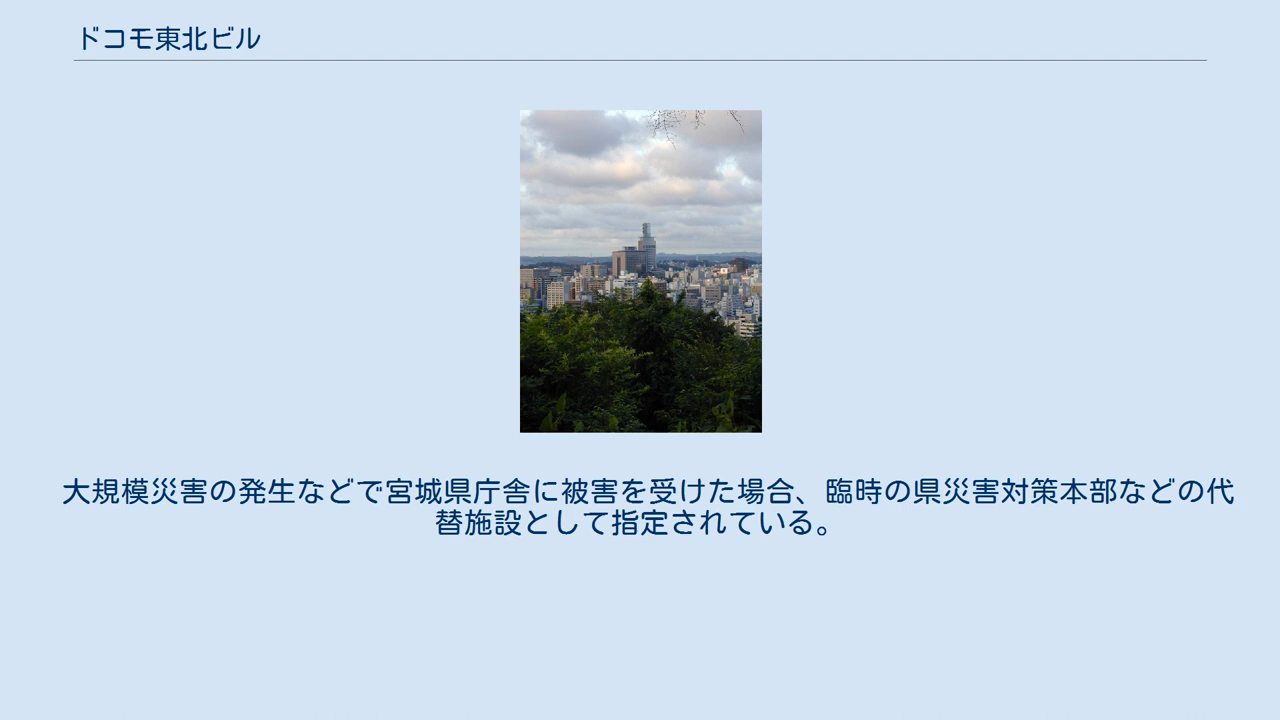 ドコモ東北ビル
大規模災害の発生などで宮城県庁舎に被害を受けた場合、臨時の県災害対策本部などの代
替施設として指定されている。